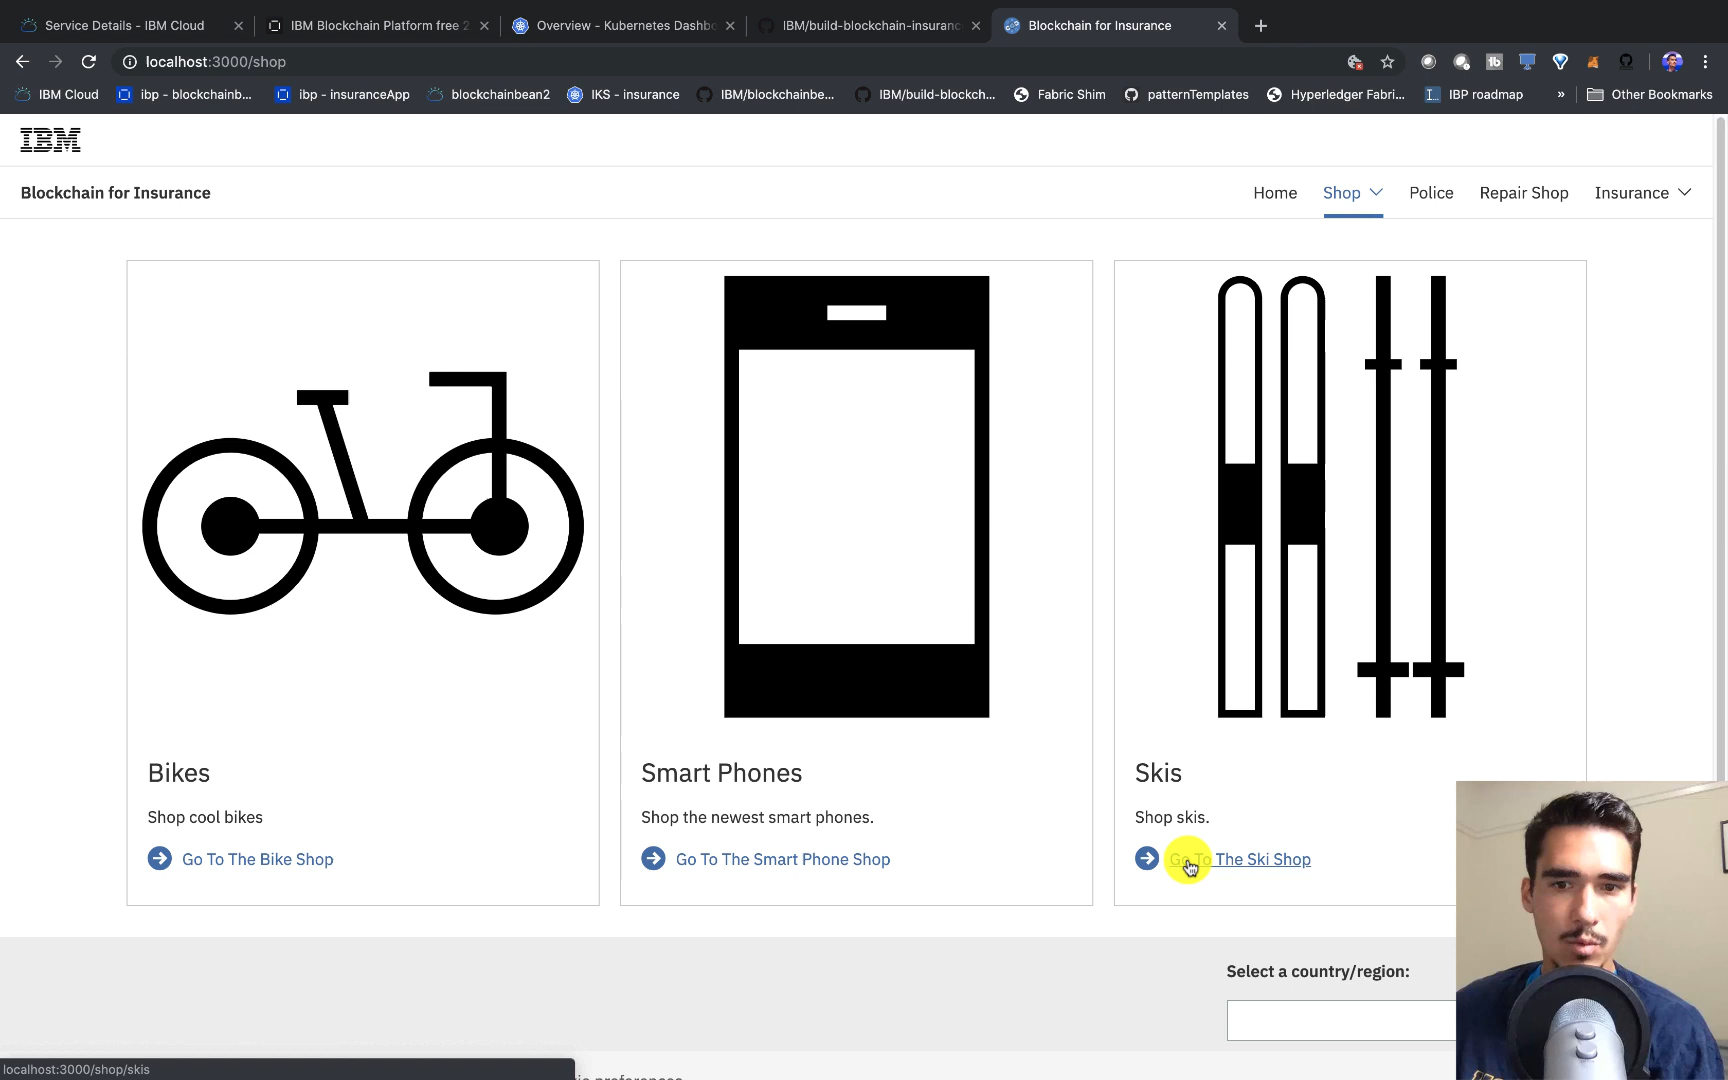 Service Details - IBM Cloud
IBM Blockchain Platform free 2
Overview - Kubernetes Dashbo
IBM/build-blockchain-insuranc
Blockchain for Insurance
localhost:3000/shop
IBM Cloud
ibp - blockchainb...
ibp - insuranceApp
blockchainbean2
IKS - insurance
IBM/blockchainbe...
IBM/build-blockch...
Fabric Shim
patternTemplates
Hyperledger Fabri...
IBP roadmap
»
Other Bookmarks
IBM
Blockchain for Insurance
Home
Shop
Police
Repair Shop
Insurance
Bikes
Shop cool bikes
Go To The Bike Shop
Smart Phones
Shop the newest smart phones.
Go To The Smart Phone Shop
Skis
Shop skis.
Go To The Ski Shop
Select a country/region:
localhost:3000/shop/skis
preferences